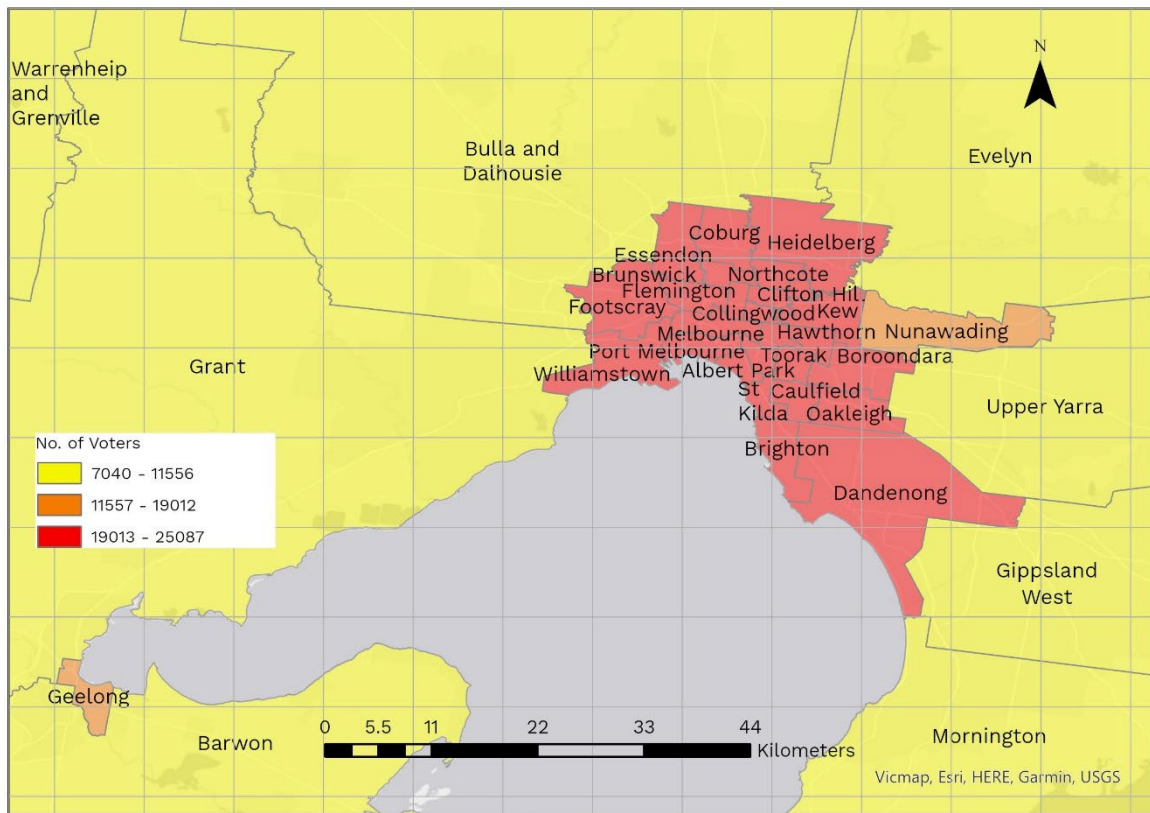 Warrenheip
and
Grenville
N
Bulla and
Dalhousie
Evelyn
Coburg
Heidelberg
Essendon
Brunswick
Northcote
Flemington
Clifton Hil.
Footscray
Collingwood
Kew
Melbourne
Hawthorn
Nunawading
Port Melbourne
Toorak
Boroondara
Grant
Williamstown
Albert Park
St
Kilda
Caulfield
Oakleigh
Upper Yarra
Brighton
No. of Voters
7040 - 11556
11557 - 19012
19013 - 25087
Dandenong
Gippsland
West
Geelong
Barwon
0 5.5 11 22 33 44
Kilometers
Mornington
Vicmap, Esri, HERE, Garmin, USGS